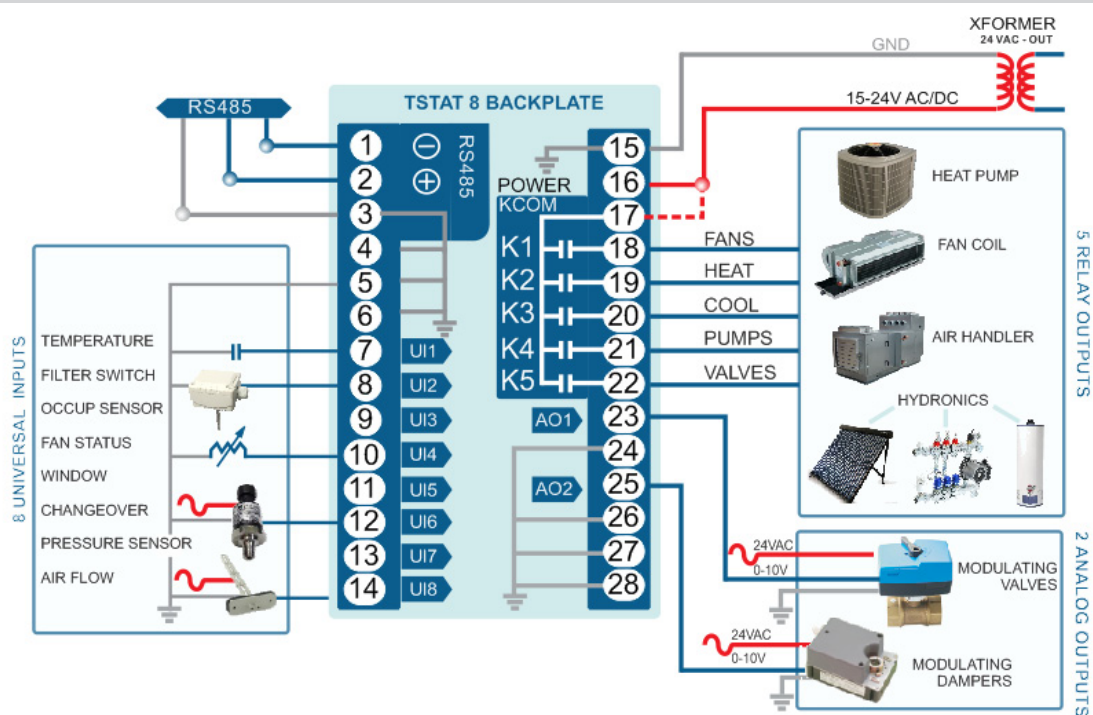 XFORMER
24 VAC - OUT
GND
15-24V AC/DC
RS485
TSTAT 8 BACKPLATE
1
2
3
4
5
6
7
8
9
10
11
12
13
14
RS485
UI1
UI2
UI3
UI4
UI5
UI6
UI7
UI8
POWER
KCOM
K1
K2
K3
K4
K5
AO1
AO2
15
16
17
18
19
20
21
22
23
24
25
26
27
28
FANS
HEAT
COOL
PUMPS
VALVES
8 UNIVERSAL INPUTS
TEMPERATURE
FILTER SWITCH
OCCUP SENSOR
FAN STATUS
WINDOW
CHANGEOVER
PRESSURE SENSOR
AIR FLOW
HEAT PUMP
FAN COIL
AIR HANDLER
HYDRONICS
5 RELAY OUTPUTS
24VAC
0-10V
MODULATING
VALVES
24VAC
0-10V
MODULATING
DAMPERS
2 ANALOG OUTPUTS